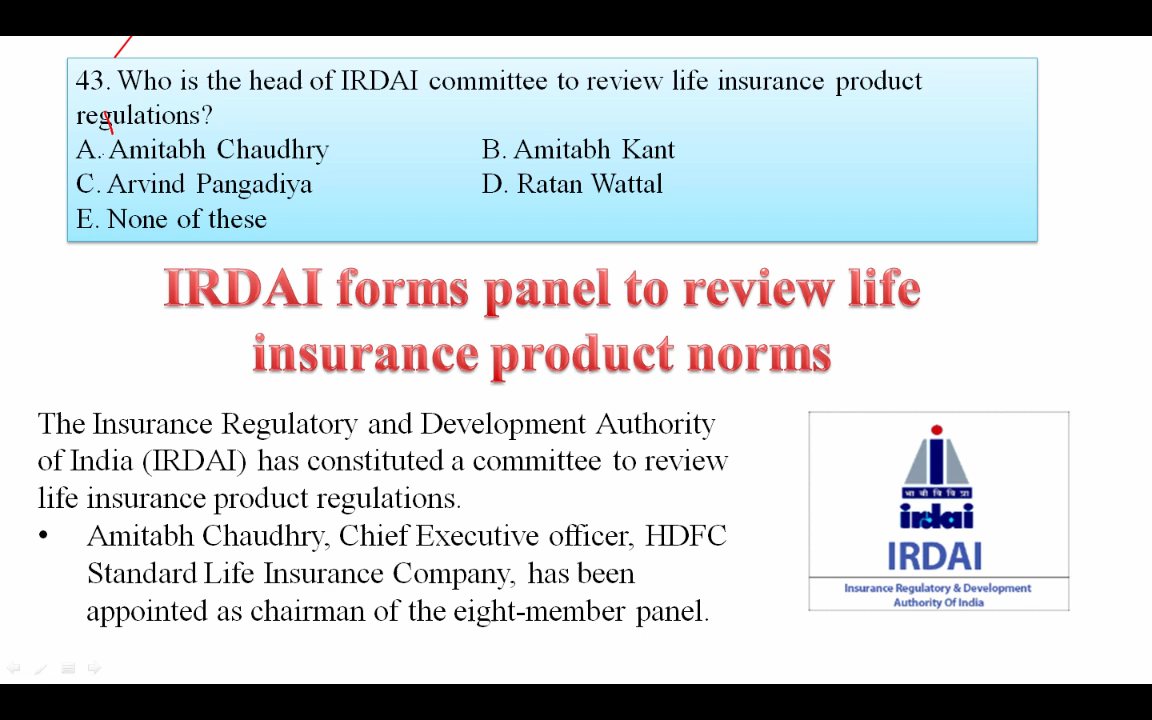 43. Who is the head of IRDAI committee to review life insurance product
regulations?
A. Amitabh Chaudhry B. Amitabh Kant
C. Arvind Pangadiya D. Ratan Wattal
E. None of these
IRDAI forms panel to review life
insurance product norms
The Insurance Regulatory and Development Authority
of India (IRDAI) has constituted a committee to review
life insurance product regulations.
• Amitabh Chaudhry, Chief Executive officer, HDFC
Standard Life Insurance Company, has been
appointed as chairman of the eight-member panel.
भा बी वि वि प्रा
irdai
IRDAI
Insurance Regulatory & Development
Authority Of India